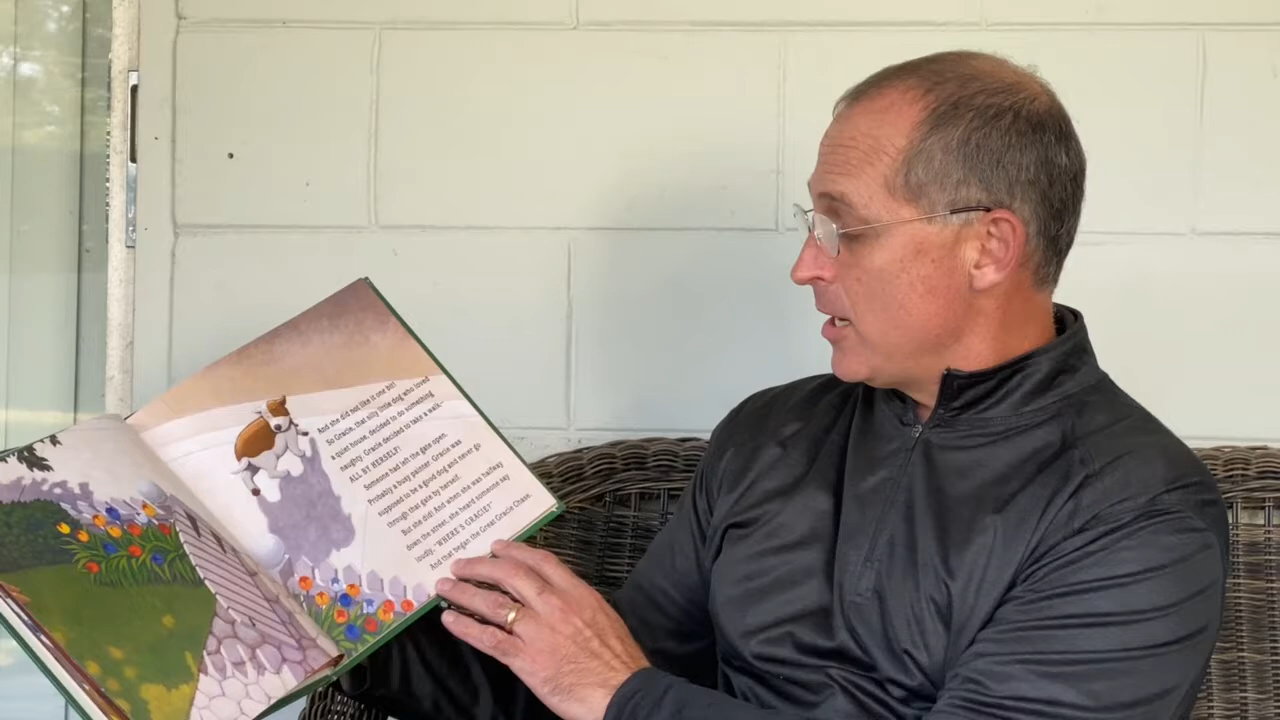 And she did not like it one bit!
So Gracie, that silly little dog who loved
a quiet house, decided to do something
naughty. Gracie decided to take a walk–
ALL BY HERSELF!
Someone had left the gate open.
Probably a busy painter. Gracie was
supposed to be a good dog and never go
through that gate by herself.
But she did! And when she was halfway
down the street, she heard someone say
loudly, "WHERE'S GRACIE?"
And that began the Great Gracie Chase.